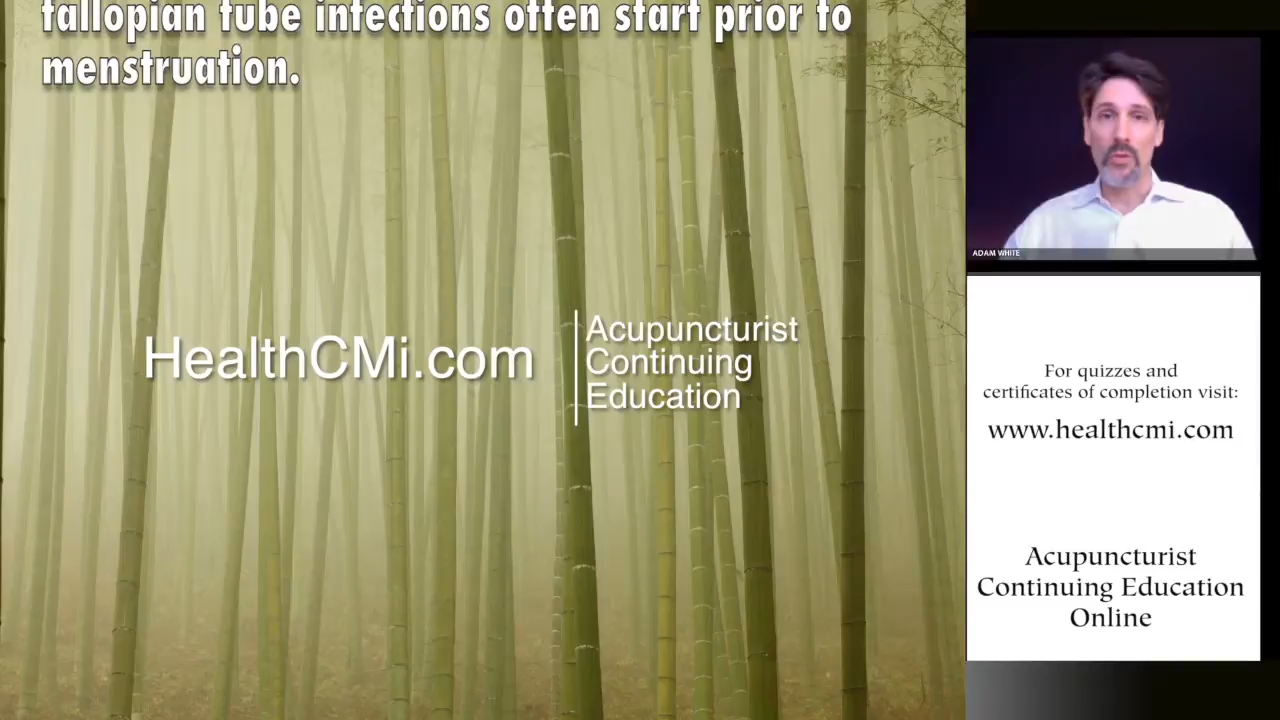 fallopian tube infections often start prior to
menstruation.
HealthCMi.com
Acupuncturist
Continuing
Education
ADAM WHITE
For quizzes and
certificates of completion visit:
www.healthcmi.com
Acupuncturist
Continuing Education
Online